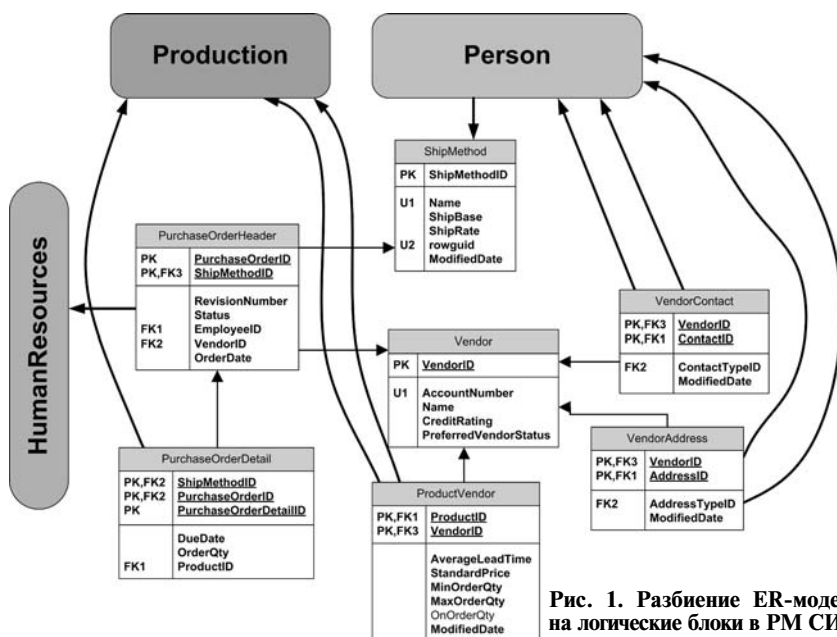 Production
Person
HumanResources
ShipMethod
PK ShipMethodID
U1 Name
ShipBase
ShipRate
U2 rowguid
ModifiedDate
PurchaseOrderHeader
PK PurchaseOrderID
PK,FK3 ShipMethodID
RevisionNumber
Status
FK1 EmployeeID
FK2 VendorID
OrderDate
Vendor
PK VendorID
U1 AccountNumber
Name
CreditRating
PreferredVendorStatus
VendorContact
PK,FK3 VendorID
PK,FK1 ContactID
FK2 ContactTypeID
ModifiedDate
VendorAddress
PK,FK3 VendorID
PK,FK1 AddressID
FK2 AddressTypeID
ModifiedDate
PurchaseOrderDetail
PK,FK2 ShipMethodID
PK,FK2 PurchaseOrderID
PK PurchaseOrderDetailID
DueDate
OrderQty
FK1 ProductID
ProductVendor
PK,FK1 ProductID
PK,FK3 VendorID
AverageLeadTime
StandardPrice
MinOrderQty
MaxOrderQty
OnOrderQty
ModifiedDate
Рис. 1. Разбиение ER-моде
на логические блоки в РМ СИ